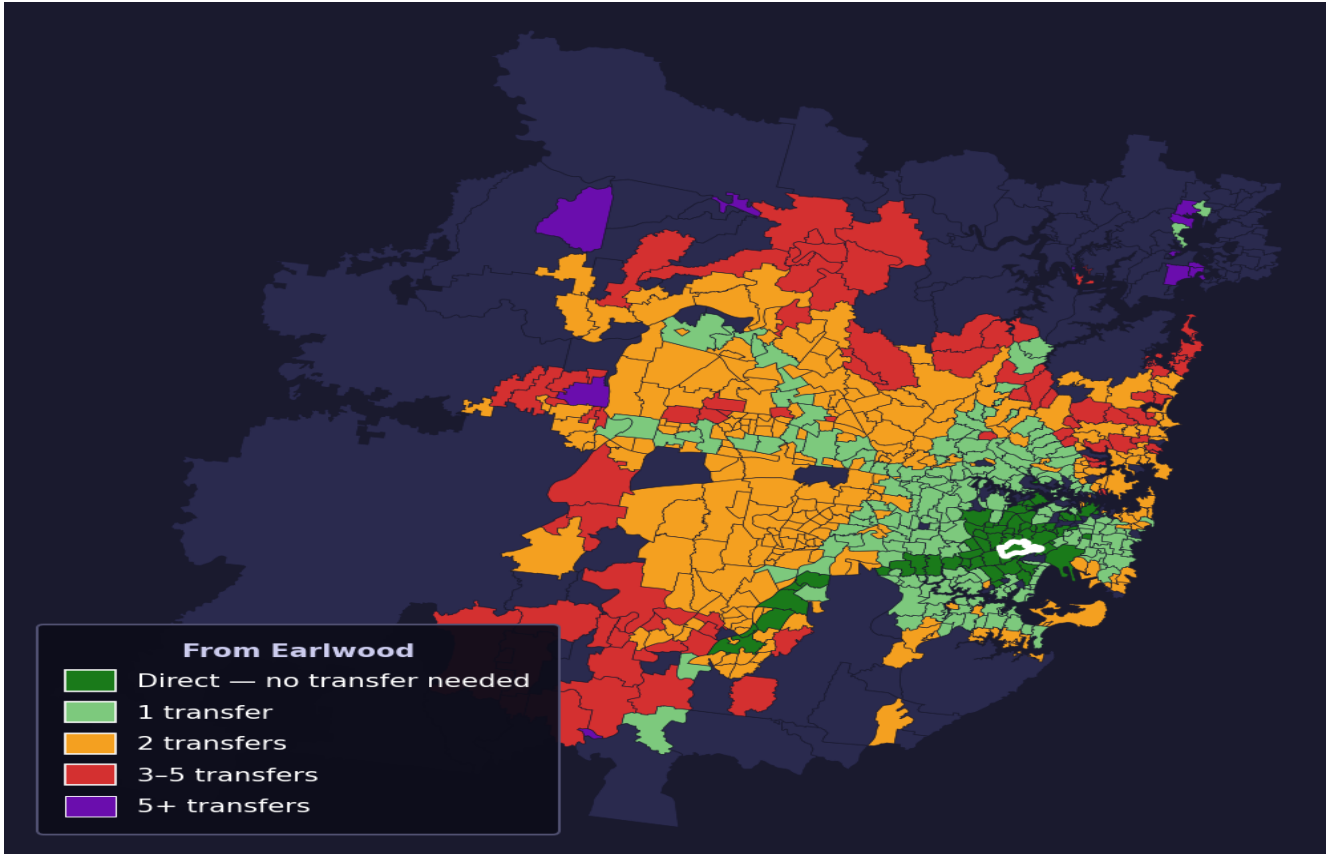 From Earlwood
Direct — no transfer needed
1 transfer
2 transfers
3–5 transfers
5+ transfers